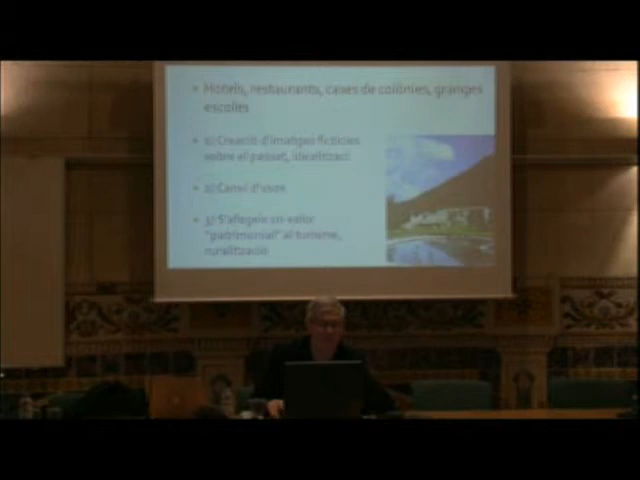 Hotels, restaurants, cases de colònies, granges
escoles
1) Creació d'imatges fictícies
sobre el passat, idealització
2) Canvi d'usos
3) S'afegeix un valor
"patrimonial" al turisme,
ruralització